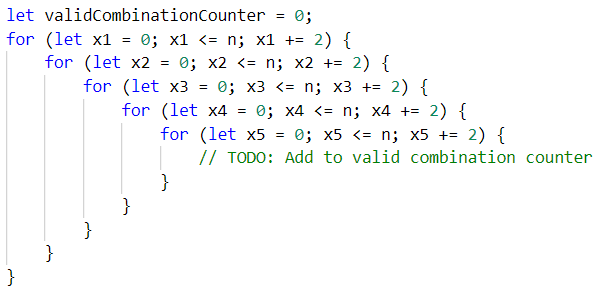 let validCombinationCounter = 0;
for (let x1 = 0; x1 <= n; x1 += 2) {
    for (let x2 = 0; x2 <= n; x2 += 2) {
        for (let x3 = 0; x3 <= n; x3 += 2) {
            for (let x4 = 0; x4 <= n; x4 += 2) {
                for (let x5 = 0; x5 <= n; x5 += 2) {
                    // TODO: Add to valid combination counter
                }
            }
        }
    }
}